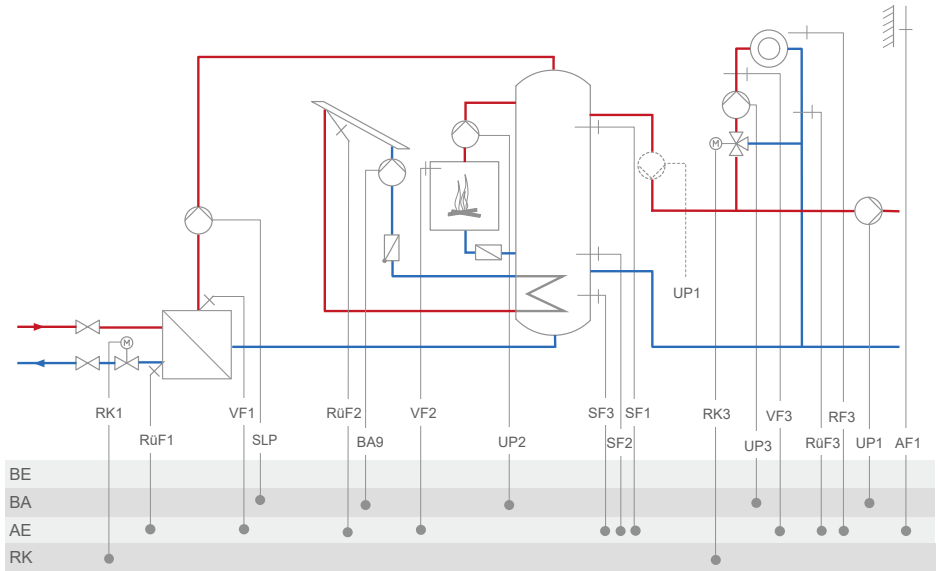 M
M
UP1
RK1
VF1
RüF2
VF2
SF3
SF1
RK3
VF3
RF3
RüF1
SLP
BA9
UP2
SF2
UP3
RüF3
UP1
AF1
BE
BA
AE
RK